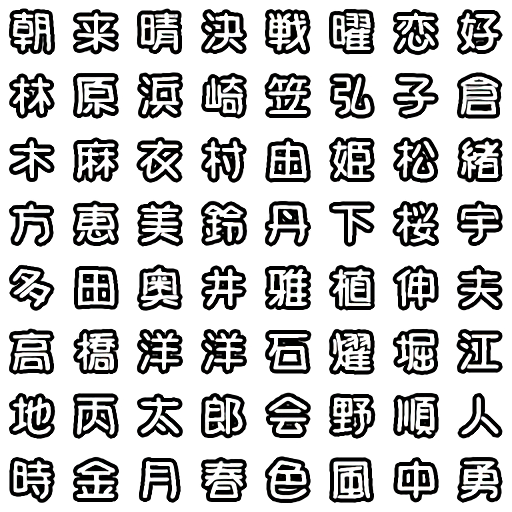 朝来晴決戦曜恋好
林原浜崎笠弘子倉
木麻衣村由姫松緒
方恵美鈴丹下桜宇
多田奥井雅植伸夫
高橋洋洋石燿堀江
地丙太郎会野順人
時金月春色風中勇